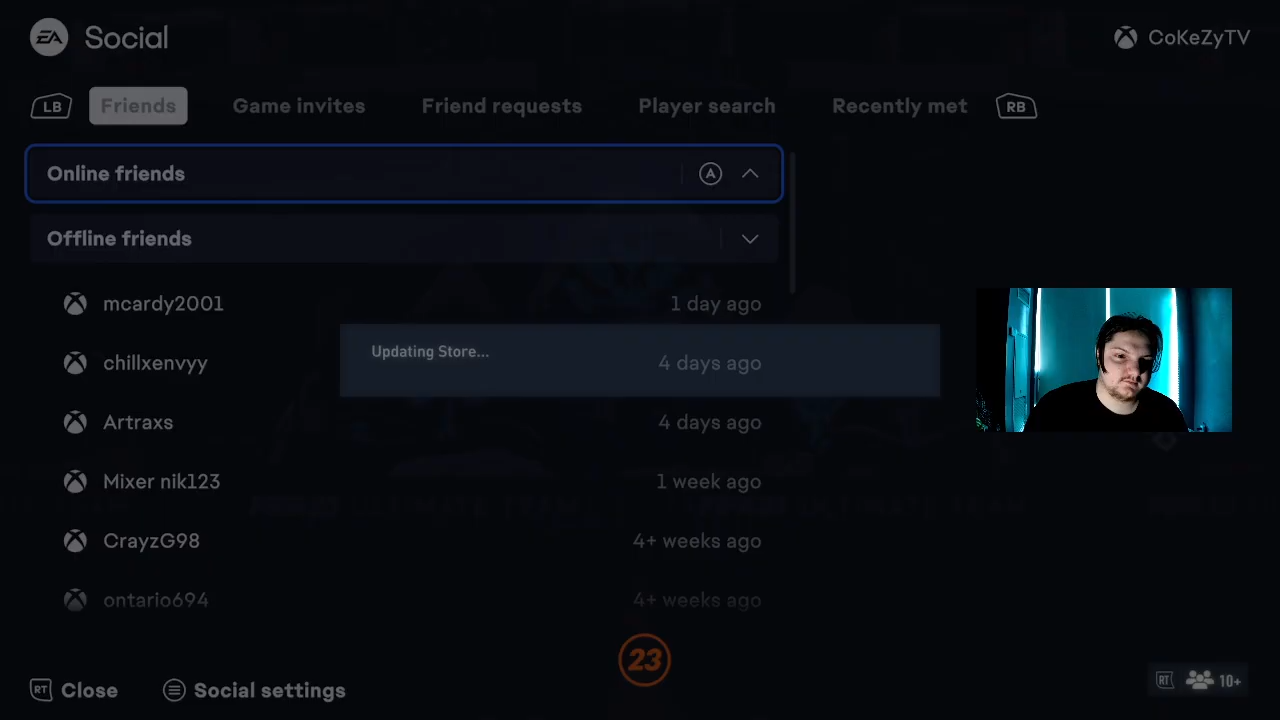 EA Social
CoKeZyTV
LB Friends Game invites Friend requests Player search Recently met RB
Online friends A
Offline friends
mcardy2001 1 day ago
Updating Store...
chillxenvyy 4 days ago
Artraxs 4 days ago
Mixer nik123 1 week ago
CrayzG98 4+ weeks ago
ontario694 4+ weeks ago
23
RT Close Social settings
RT 10+